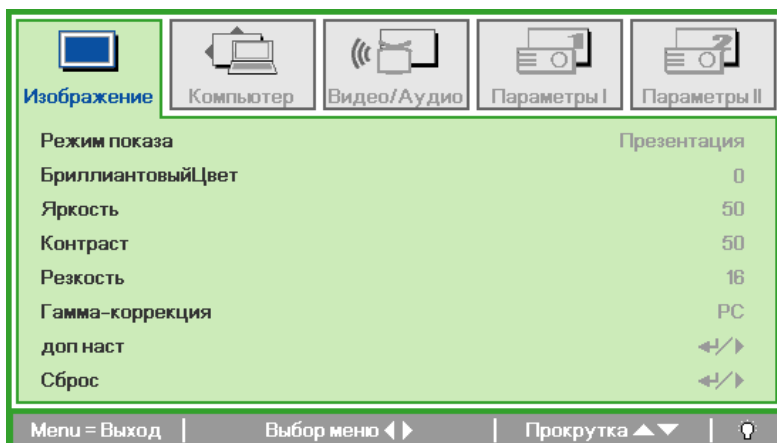 Изображение Компьютер Видео/Аудио Параметры I Параметры II
Режим показа Презентация
БриллиантовыйЦвет 0
Яркость 50
Контраст 50
Резкость 16
Гамма-коррекция PC
доп наст
Сброс
Menu = Выход Выбор меню Прокрутка